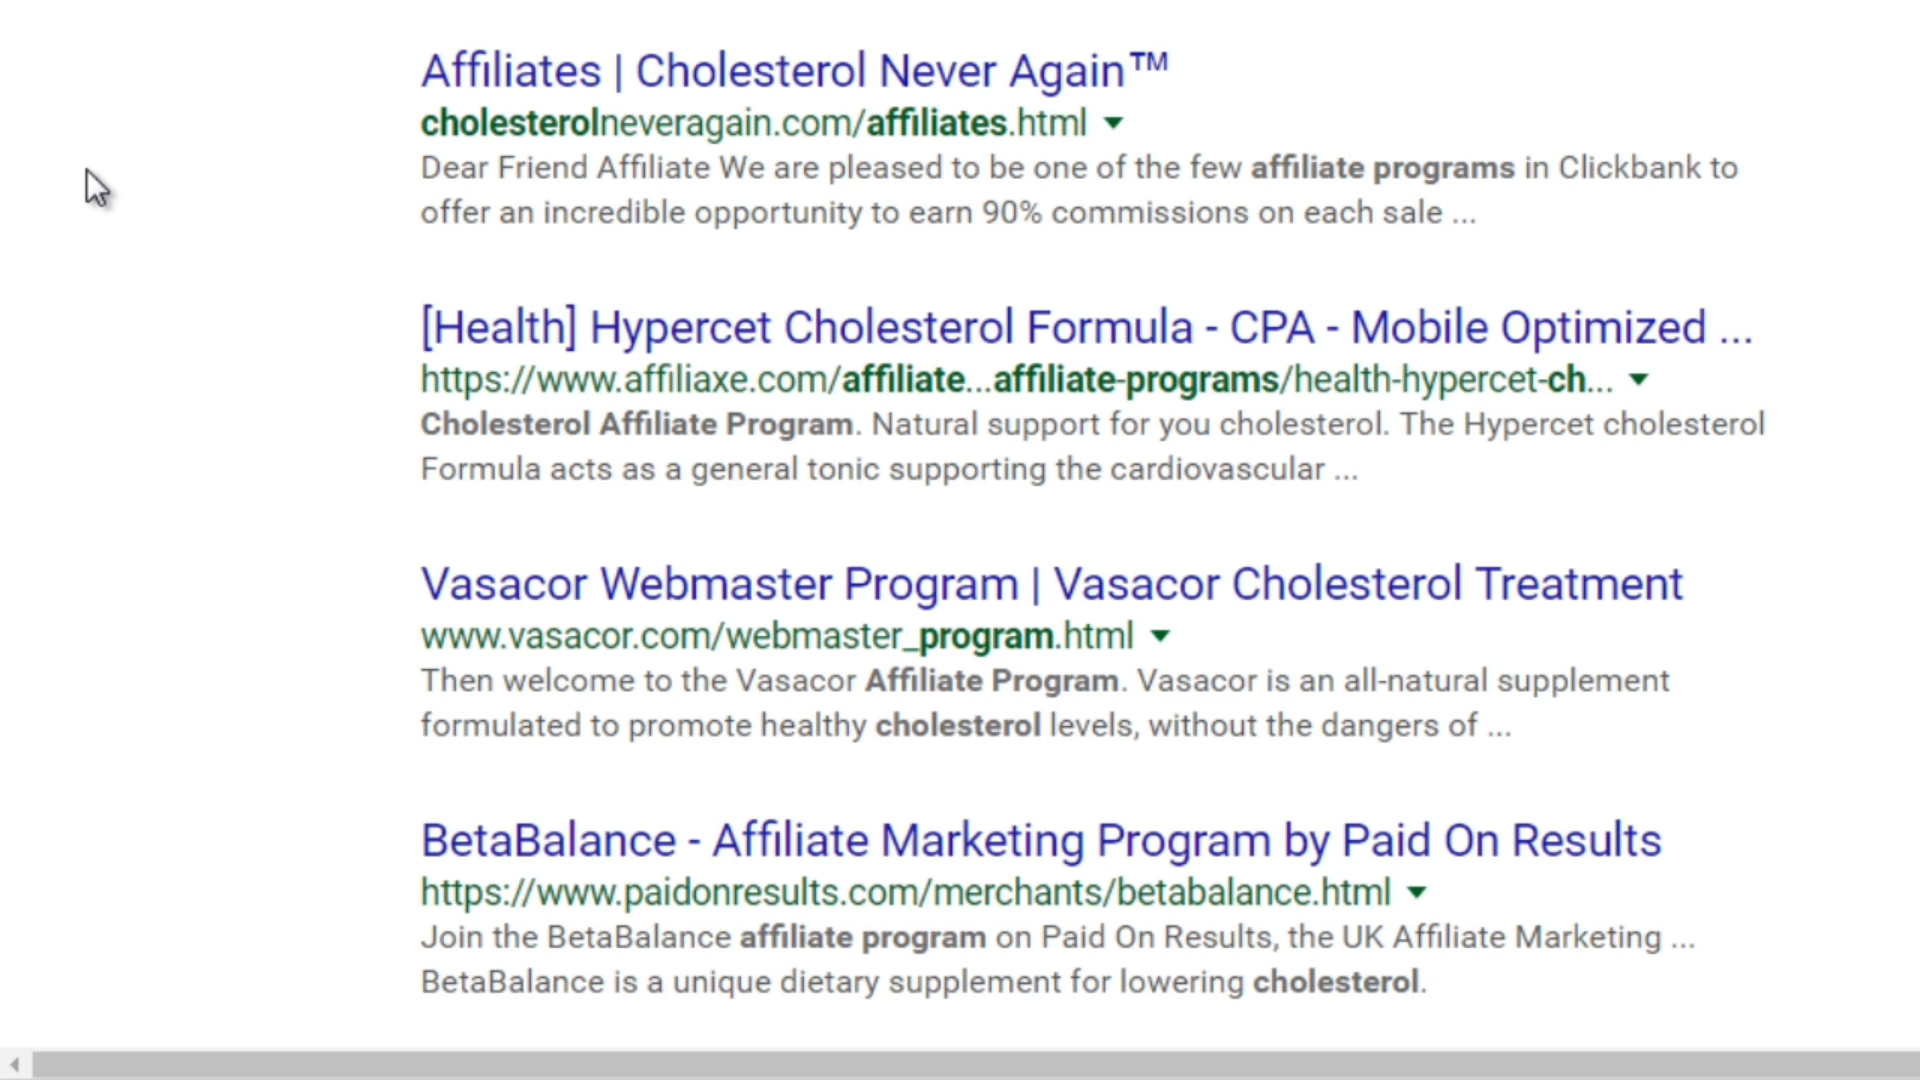 Affiliates | Cholesterol Never Again™
cholesterolneveragain.com/affiliates.html
Dear Friend Affiliate We are pleased to be one of the few affiliate programs in Clickbank to
offer an incredible opportunity to earn 90% commissions on each sale ...
[Health] Hypercet Cholesterol Formula - CPA - Mobile Optimized ...
https://www.affiliaxe.com/affiliate...affiliate-programs/health-hypercet-ch...
Cholesterol Affiliate Program. Natural support for you cholesterol. The Hypercet cholesterol
Formula acts as a general tonic supporting the cardiovascular ...
Vasacor Webmaster Program | Vasacor Cholesterol Treatment
www.vasacor.com/webmaster_program.html
Then welcome to the Vasacor Affiliate Program. Vasacor is an all-natural supplement
formulated to promote healthy cholesterol levels, without the dangers of ...
BetaBalance - Affiliate Marketing Program by Paid On Results
https://www.paidonresults.com/merchants/betabalance.html
Join the BetaBalance affiliate program on Paid On Results, the UK Affiliate Marketing ...
BetaBalance is a unique dietary supplement for lowering cholesterol.